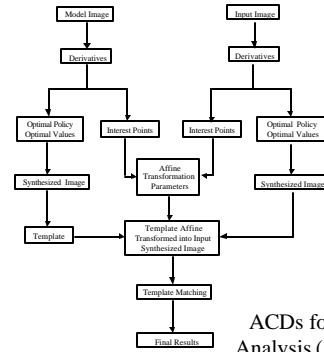 Model Image
Input Image
Derivatives
Derivatives
Optimal Policy
Optimal Values
Interest Points
Interest Points
Optimal Policy
Optimal Values
Affine
Transformation
Parameters
Synthesized Image
Synthesized Image
Template
Template Affine
Transformed into Input
Synthesized Image
Template Matching
Final Results
ACDs fo
Analysis (